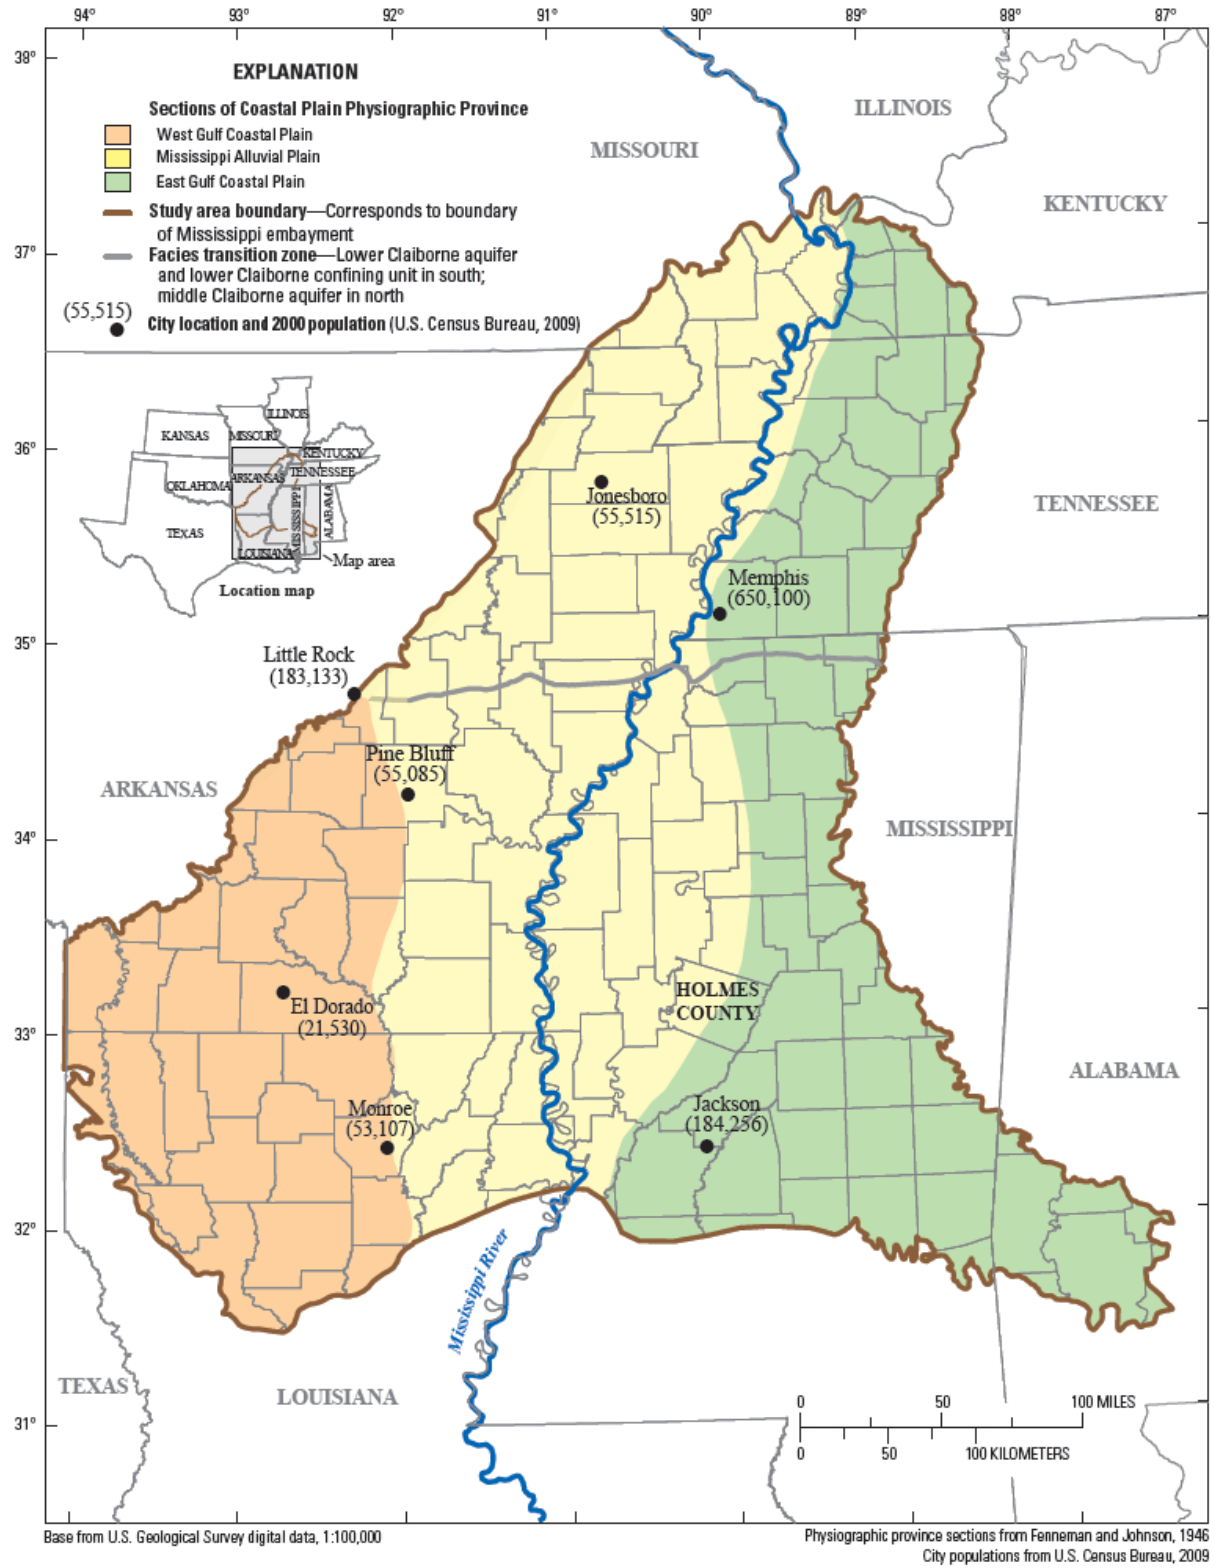 94° 93° 92° 91° 90° 89° 88° 87°
38°
EXPLANATION
Sections of Coastal Plain Physiographic Province
West Gulf Coastal Plain
Mississippi Alluvial Plain
East Gulf Coastal Plain
Study area boundary—Corresponds to boundary
of Mississippi embayment
Facies transition zone—Lower Claiborne aquifer
and lower Claiborne confining unit in south;
middle Claiborne aquifer in north
(55,515)
City location and 2000 population (U.S. Census Bureau, 2009)
ILLINOIS
MISSOURI
KENTUCKY
37°
ILLINOIS
KANSAS
MISSOURI
KENTUCKY
OKLAHOMA
ARKANSAS
TENNESSEE
TEXAS
MISSISSIPPI
ALABAMA
LOUISIANA
Map area
Location map
36°
Jonesboro
(55,515)
TENNESSEE
Memphis
(650,100)
35°
Little Rock
(183,133)
Pine Bluff
(55,085)
ARKANSAS
34°
MISSISSIPPI
El Dorado
(21,530)
HOLMES
COUNTY
33°
ALABAMA
Monroe
(53,107)
Jackson
(184,256)
32°
Mississippi River
TEXAS
LOUISIANA
31°
0 50 100 MILES
0 50 100 KILOMETERS
Base from U.S. Geological Survey digital data, 1:100,000
Physiographic province sections from Fenneman and Johnson, 1946
City populations from U.S. Census Bureau, 2009